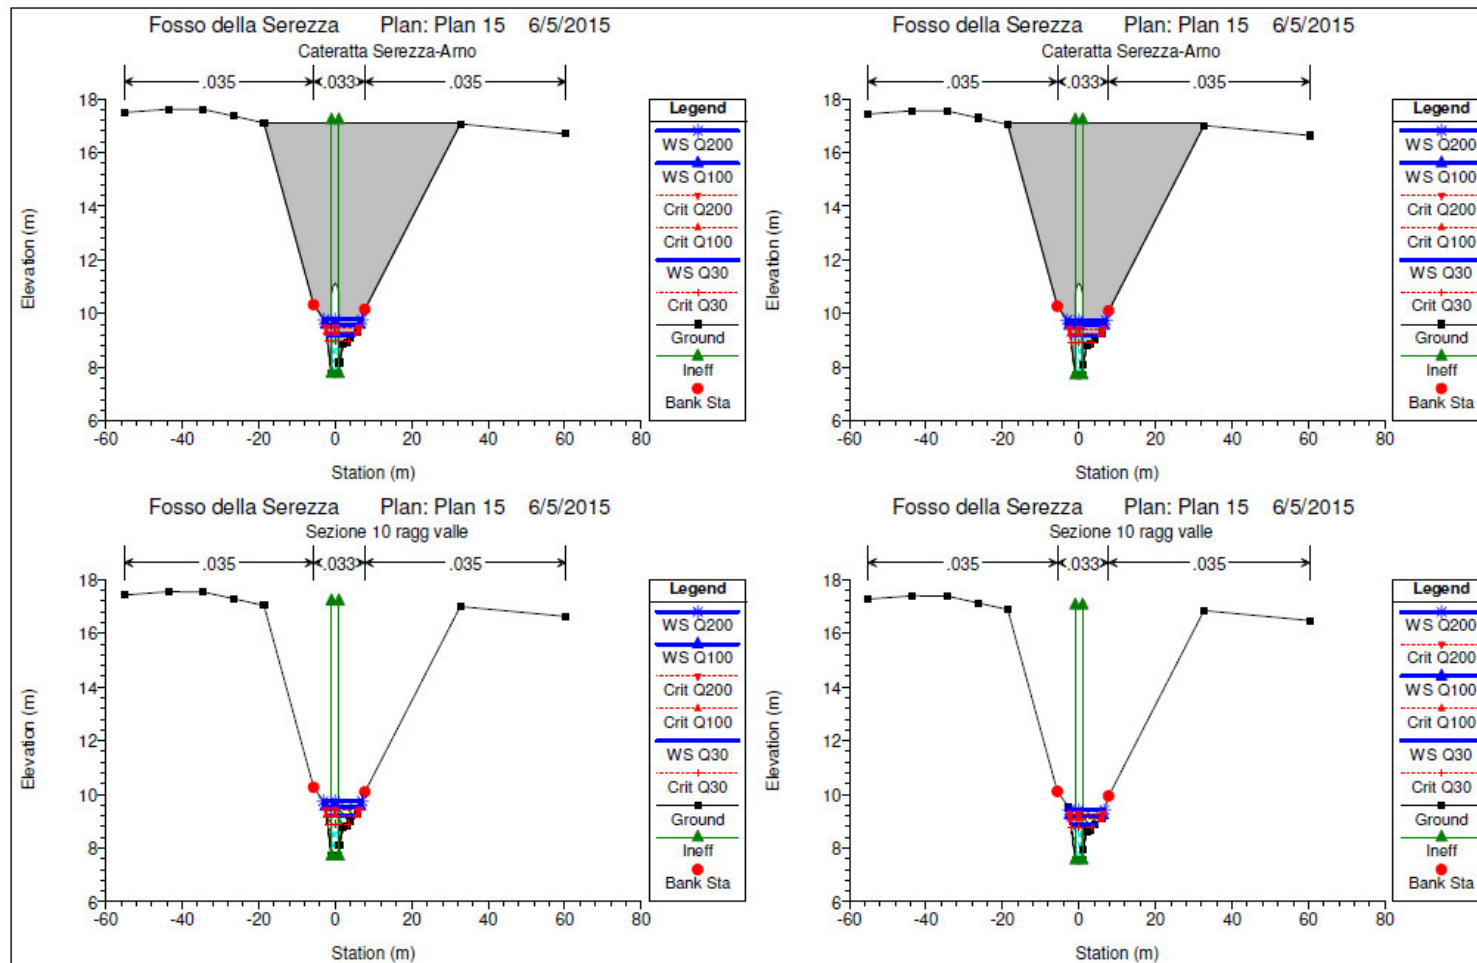 Fosso della Serezza Plan: Plan 15 6/5/2015
Cateratta Serezza-Arno
.035 .033 .035
18
16
14
12
10
8
6
Elevation (m)
-60 -40 -20 0 20 40 60 80
Station (m)
Legend
WS Q200
WS Q100
Crit Q200
Crit Q100
WS Q30
Crit Q30
Ground
Ineff
Bank Sta
Fosso della Serezza Plan: Plan 15 6/5/2015
Cateratta Serezza-Arno
.035 .033 .035
18
16
14
12
10
8
6
Elevation (m)
-60 -40 -20 0 20 40 60 80
Station (m)
Legend
WS Q200
WS Q100
Crit Q200
Crit Q100
WS Q30
Crit Q30
Ground
Ineff
Bank Sta
Fosso della Serezza Plan: Plan 15 6/5/2015
Sezione 10 ragg valle
.035 .033 .035
18
16
14
12
10
8
6
Elevation (m)
-60 -40 -20 0 20 40 60 80
Station (m)
Legend
WS Q200
WS Q100
Crit Q200
Crit Q100
WS Q30
Crit Q30
Ground
Ineff
Bank Sta
Fosso della Serezza Plan: Plan 15 6/5/2015
Sezione 10 ragg valle
.035 .033 .035
18
16
14
12
10
8
6
Elevation (m)
-60 -40 -20 0 20 40 60 80
Station (m)
Legend
WS Q200
Crit Q200
WS Q100
Crit Q100
WS Q30
Crit Q30
Ground
Ineff
Bank Sta